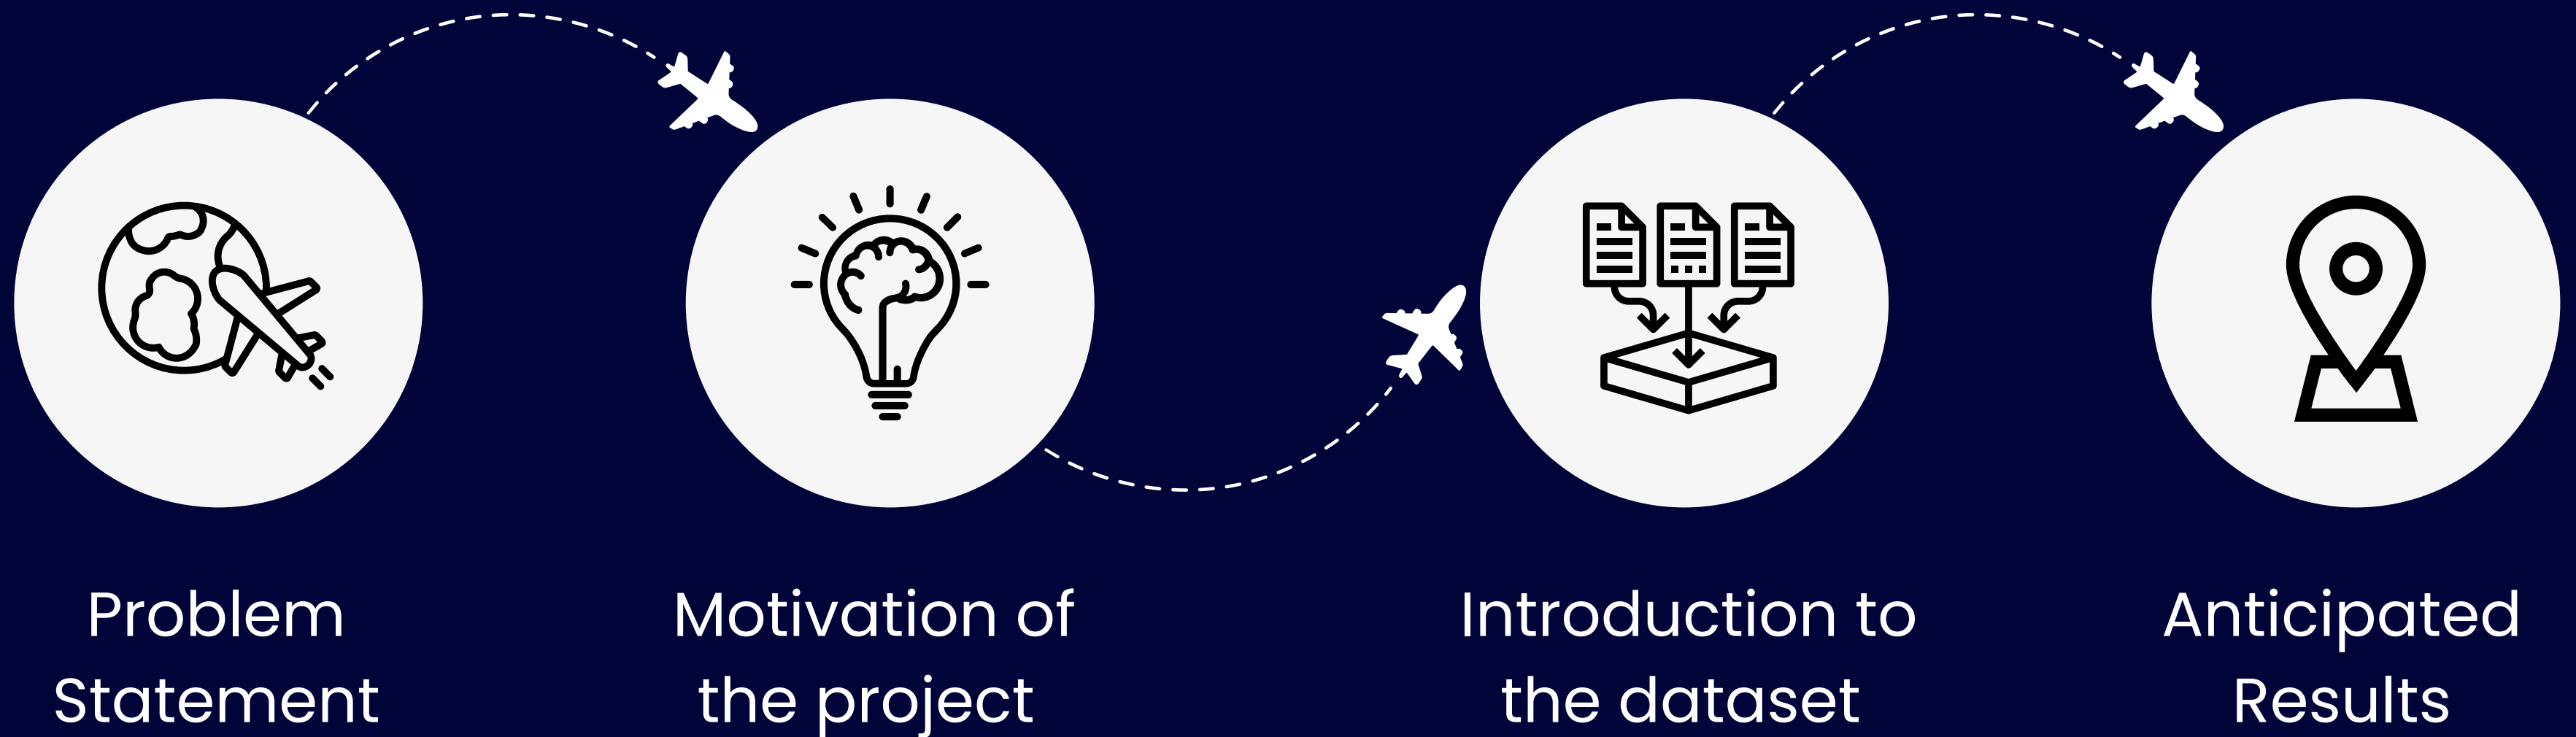 Problem
Statement
Motivation of
the project
Introduction to
the dataset
Anticipated
Results